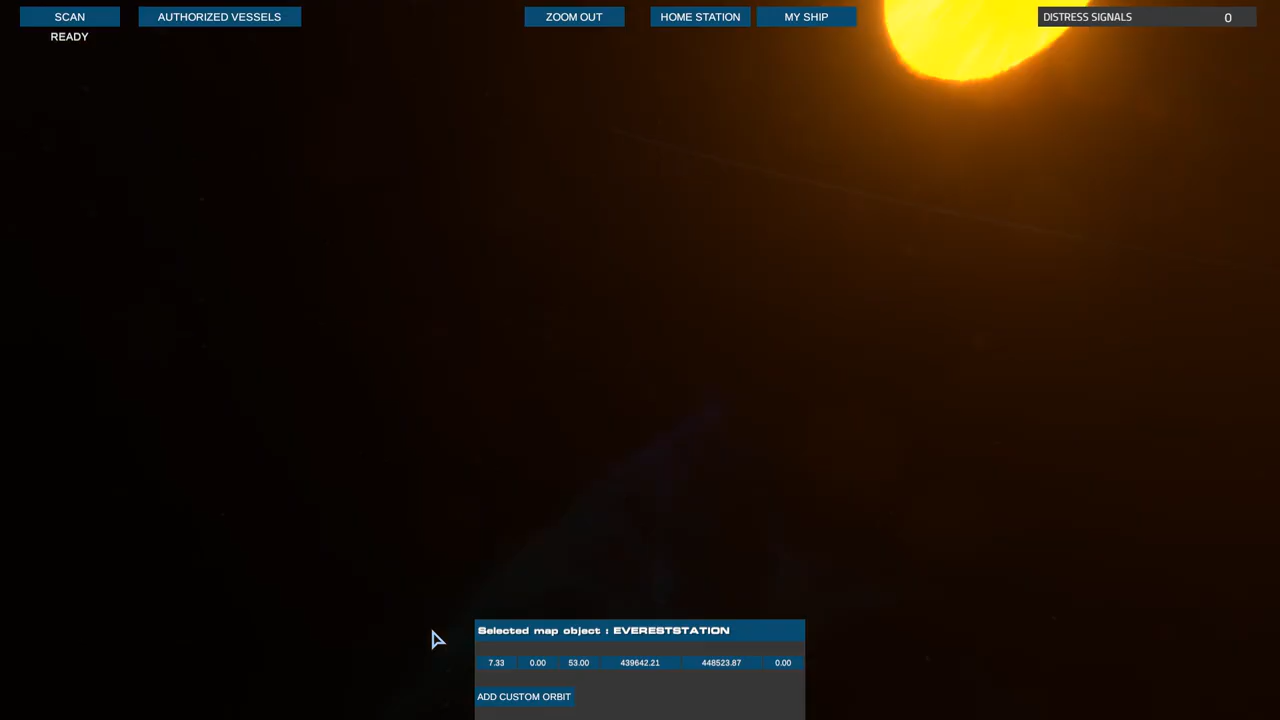 SCAN
READY
AUTHORIZED VESSELS
ZOOM OUT
HOME STATION
MY SHIP
DISTRESS SIGNALS 0
Selected map object : EVERESTSTATION
7.33 0.00 53.00 439642.21 448523.87 0.00
ADD CUSTOM ORBIT